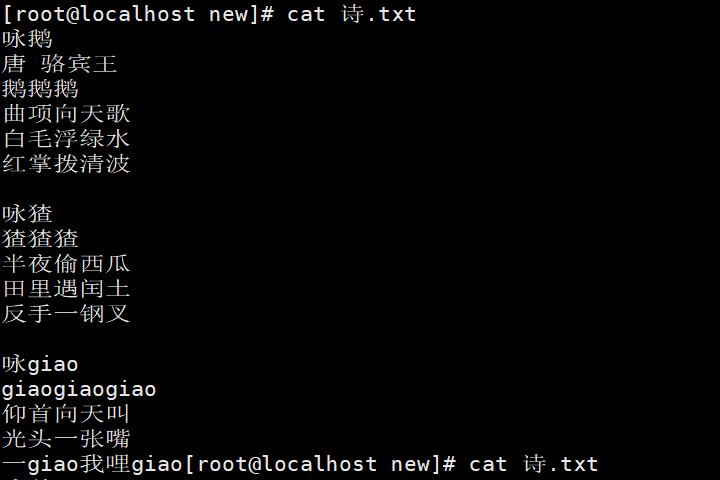 [root@localhost new]# cat 诗.txt
咏鹅
唐 骆宾王
鹅鹅鹅
曲项向天歌
白毛浮绿水
红掌拨清波
咏猹
猹猹猹
半夜偷西瓜
田里遇闰土
反手一钢叉
咏giao
giaogiaogiao
仰首向天叫
光头一张嘴
一giao我哩giao[root@localhost new]# cat 诗.txt